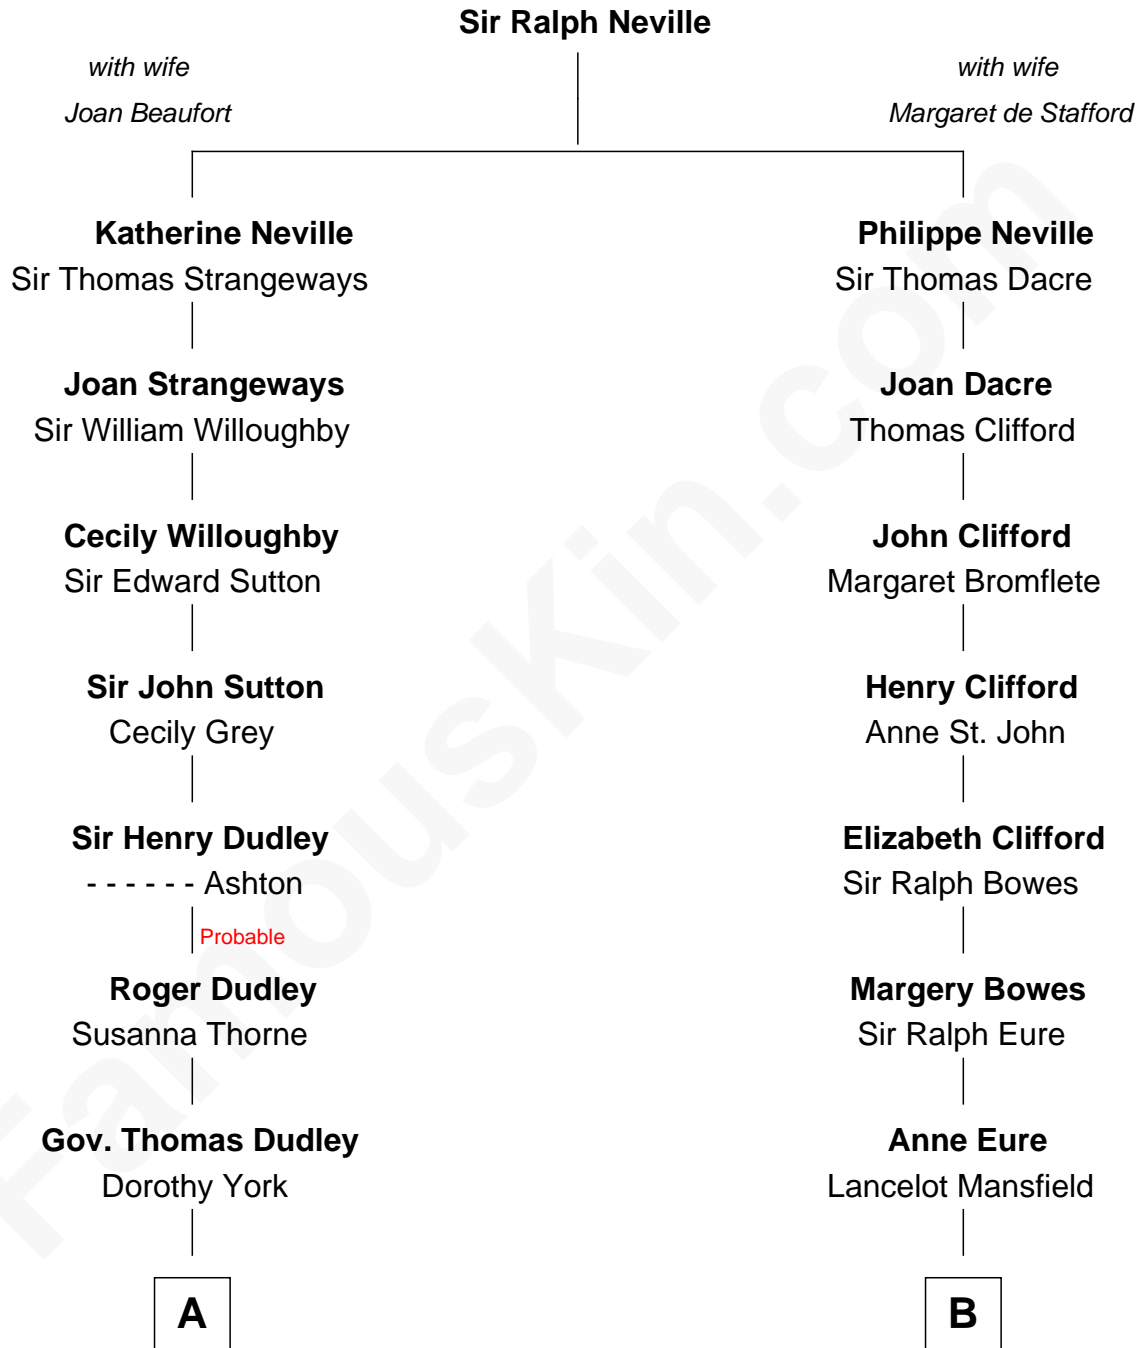 Sir Ralph Neville
with wife
Joan Beaufort
with wife
Margaret de Stafford
Katherine Neville
Sir Thomas Strangeways
Philippe Neville
Sir Thomas Dacre
Joan Strangeways
Sir William Willoughby
Joan Dacre
Thomas Clifford
Cecily Willoughby
Sir Edward Sutton
John Clifford
Margaret Bromflete
Sir John Sutton
Cecily Grey
Henry Clifford
Anne St. John
Sir Henry Dudley
- - - - - - Ashton
Probable
Elizabeth Clifford
Sir Ralph Bowes
Roger Dudley
Susanna Thorne
Margery Bowes
Sir Ralph Eure
Gov. Thomas Dudley
Dorothy York
Anne Eure
Lancelot Mansfield
A
B
FamousKin.com